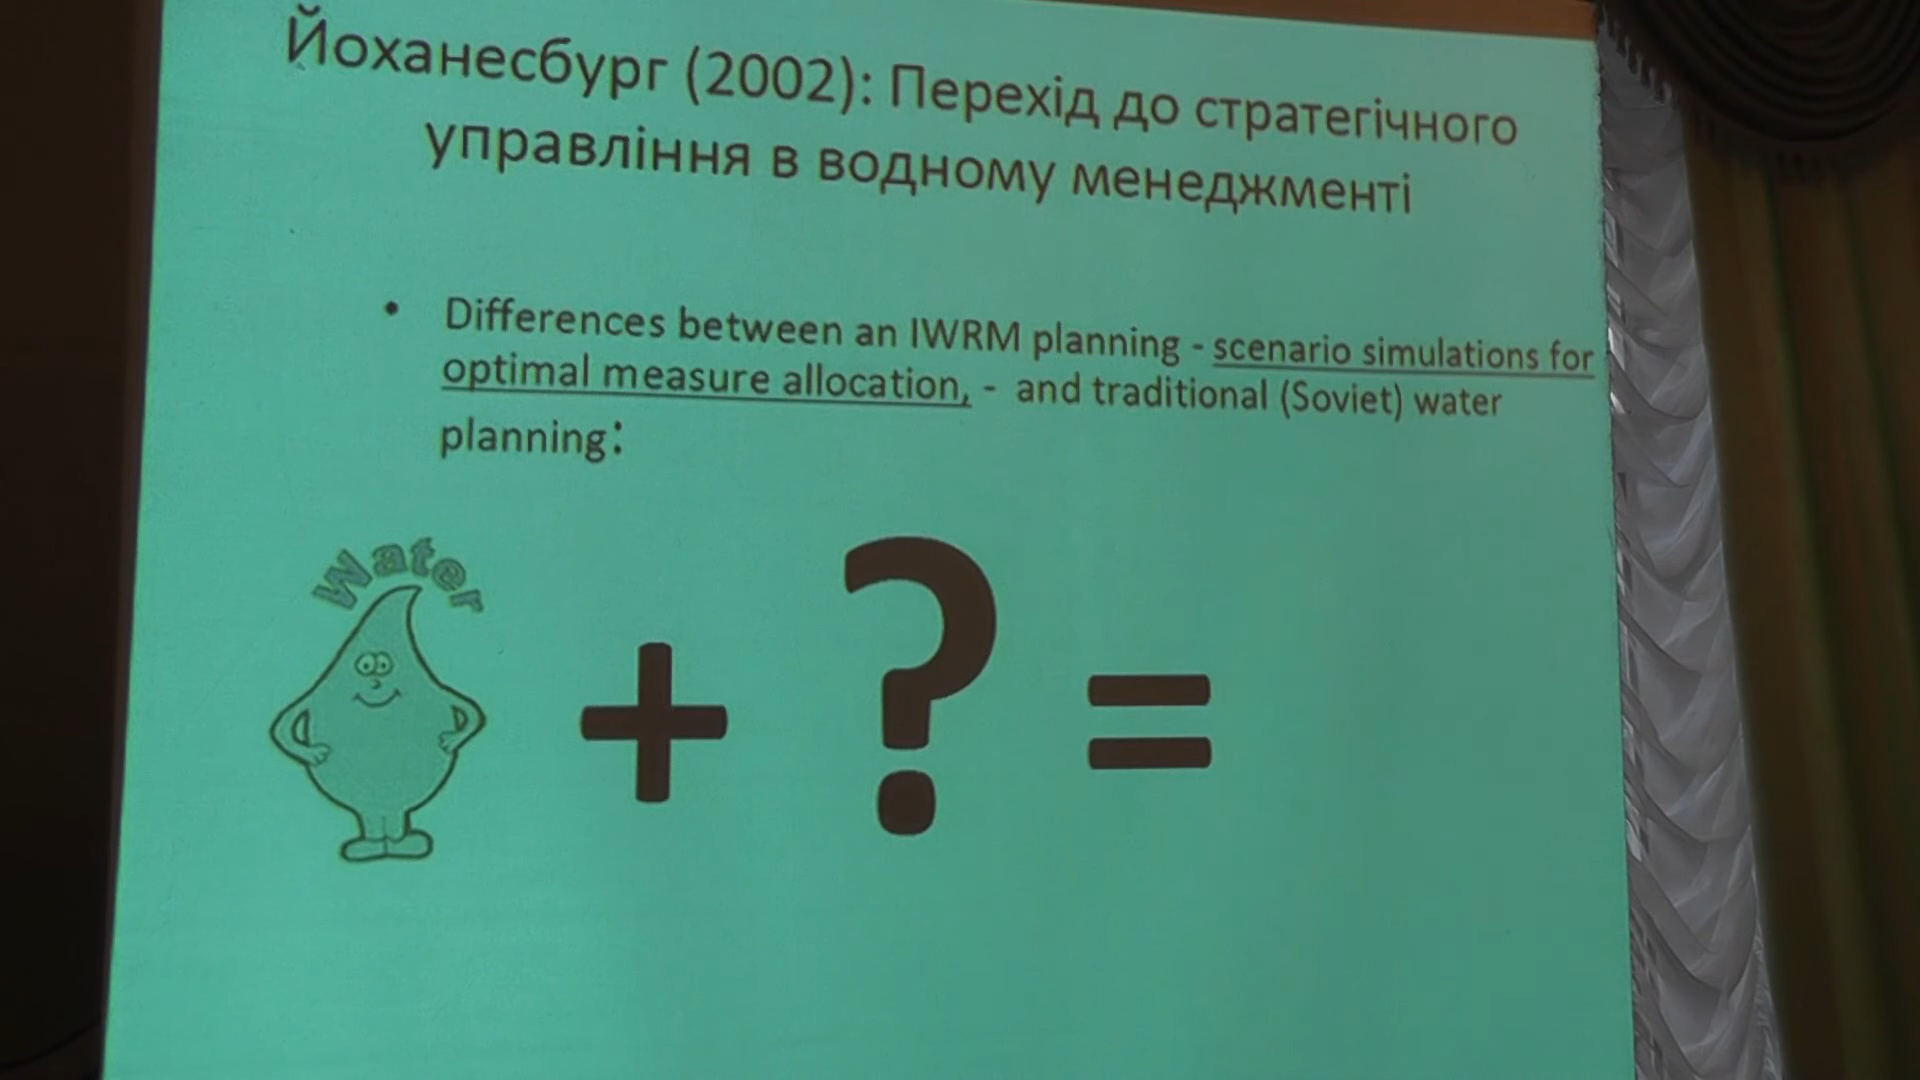 Йоханесбург (2002): Перехід до стратегічного
управління в водному менеджменті
• Differences between an IWRM planning - scenario simulations for
optimal measure allocation, - and traditional (Soviet) water
planning:
Water
+ ? =